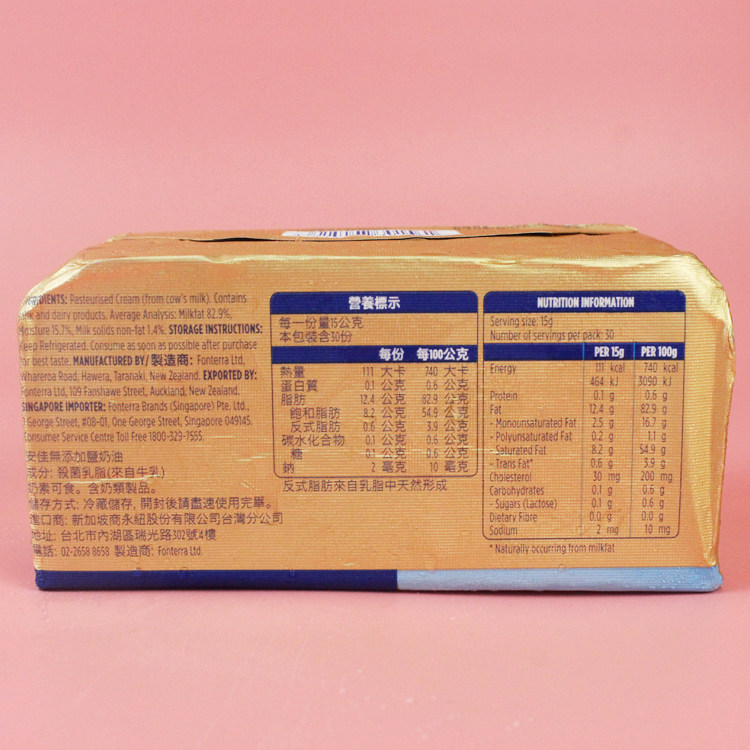 INGREDIENTS: Pasteurised Cream (from cow's milk). Contains
milk and dairy products. Average Analysis: Milkfat 82.9%,
Moisture 15.7%, Milk solids non-fat 1.4%. STORAGE INSTRUCTIONS:
Keep Refrigerated. Consume as soon as possible after purchase
for best taste. MANUFACTURED BY/ 製造商: Fonterra Ltd,
Whareroa Road, Hawera, Taranaki, New Zealand. EXPORTED BY:
Fonterra Ltd, 109 Fanshawe Street, Auckland, New Zealand.
SINGAPORE IMPORTER: Fonterra Brands (Singapore) Pte. Ltd.,
1 George Street, #08-01, One George Street, Singapore 049145.
Consumer Service Centre Toll Free 1800-329-7555.
安佳無添加鹽奶油
成分: 殺菌乳脂(來自牛乳)
奶素可食。含奶類製品。
儲存方式: 冷藏儲存, 開封後請盡速使用完畢。
進口商: 新加坡商永紐股份有限公司台灣分公司
地址: 台北市內湖區瑞光路302號4樓
電話: 02-2658 8658 製造商: Fonterra Ltd.
營養標示
每一份量15公克
本包裝含30份
每份 每100公克
熱量 111 大卡 740 大卡
蛋白質 0.1 公克 0.6 公克
脂肪 12.4 公克 82.9 公克
飽和脂肪 8.2 公克 54.9 公克
反式脂肪 0.6 公克 3.9 公克
碳水化合物 0.1 公克 0.6 公克
糖 0.1 公克 0.6 公克
鈉 2 毫克 10 毫克
反式脂肪來自乳脂中天然形成
NUTRITION INFORMATION
Serving size: 15g
Number of servings per pack: 30
PER 15g PER 100g
Energy 111 kcal 740 kcal
464 kJ 3090 kJ
Protein 0.1 g 0.6 g
Fat 12.4 g 82.9 g
- Monounsaturated Fat 2.5 g 16.7 g
- Polyunsaturated Fat 0.2 g 1.1 g
- Saturated Fat 8.2 g 54.9 g
- Trans Fat* 0.6 g 3.9 g
Cholesterol 30 mg 200 mg
Carbohydrates 0.1 g 0.6 g
- Sugars (Lactose) 0.1 g 0.6 g
Dietary Fibre 0.0 g 0.0 g
Sodium 2 mg 10 mg
* Naturally occurring from milkfat